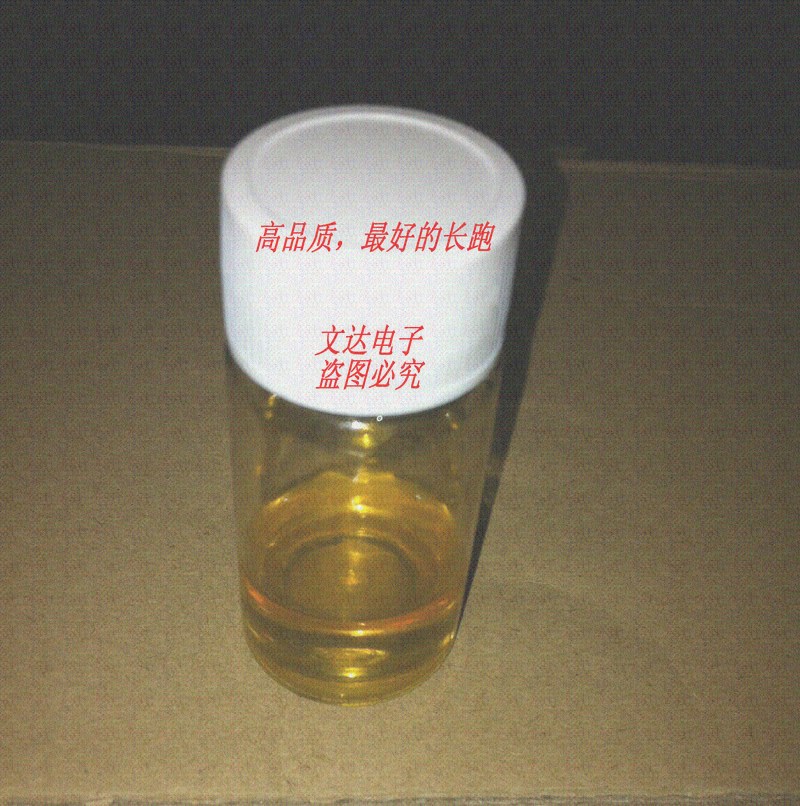 高品质，最好的长跑
文达电子
盗图必究
。